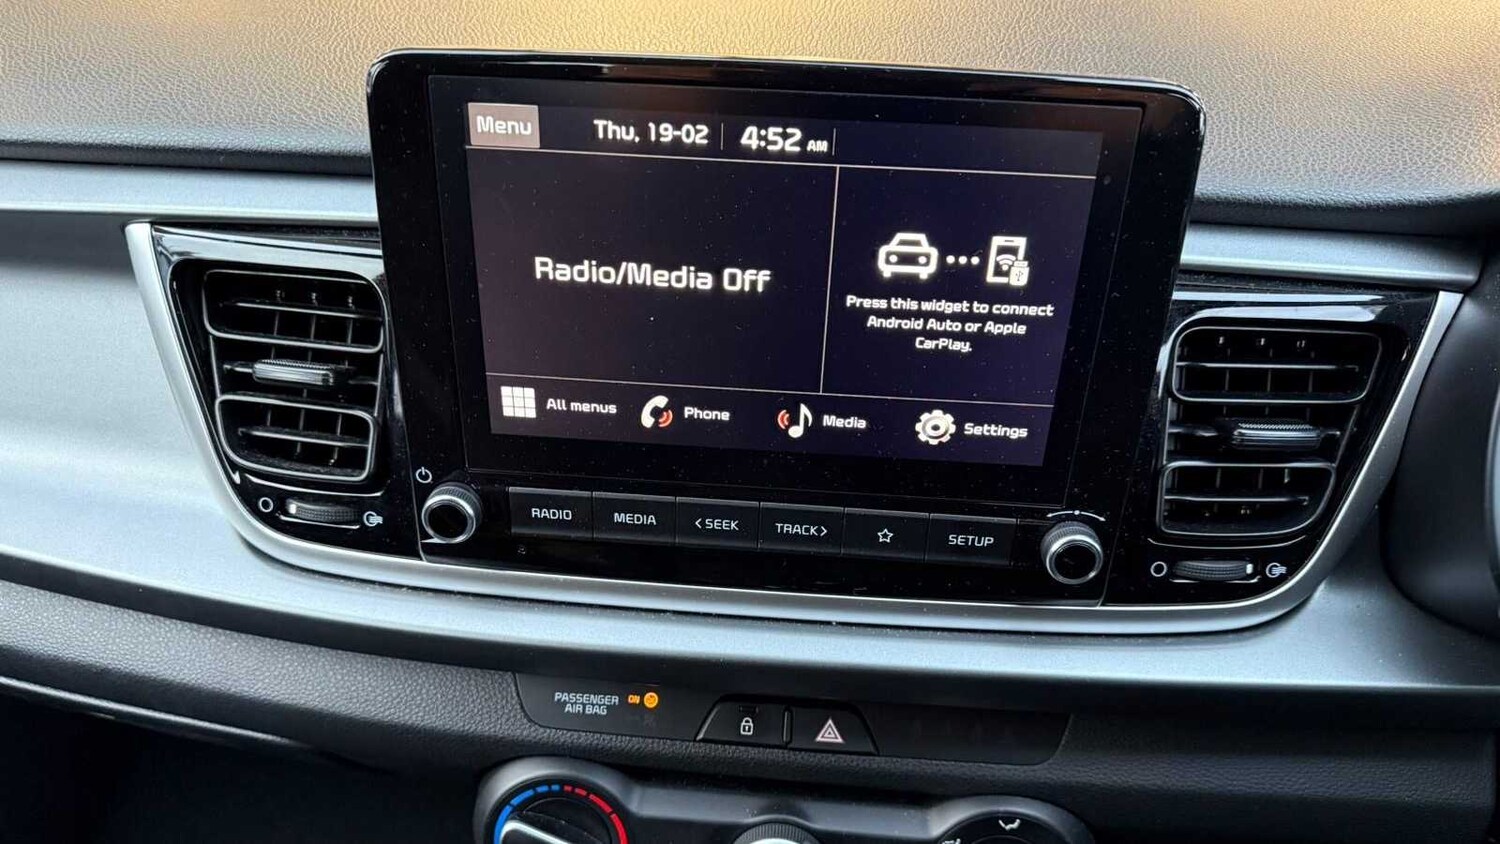 Menu
Thu, 19-02
4:52 AM
Radio/Media Off
Press this widget to connect
Android Auto or Apple
CarPlay.
All menus
Phone
Media
Settings
RADIO
MEDIA
<SEEK
TRACK>
SETUP
PASSENGER
AIR BAG
ON